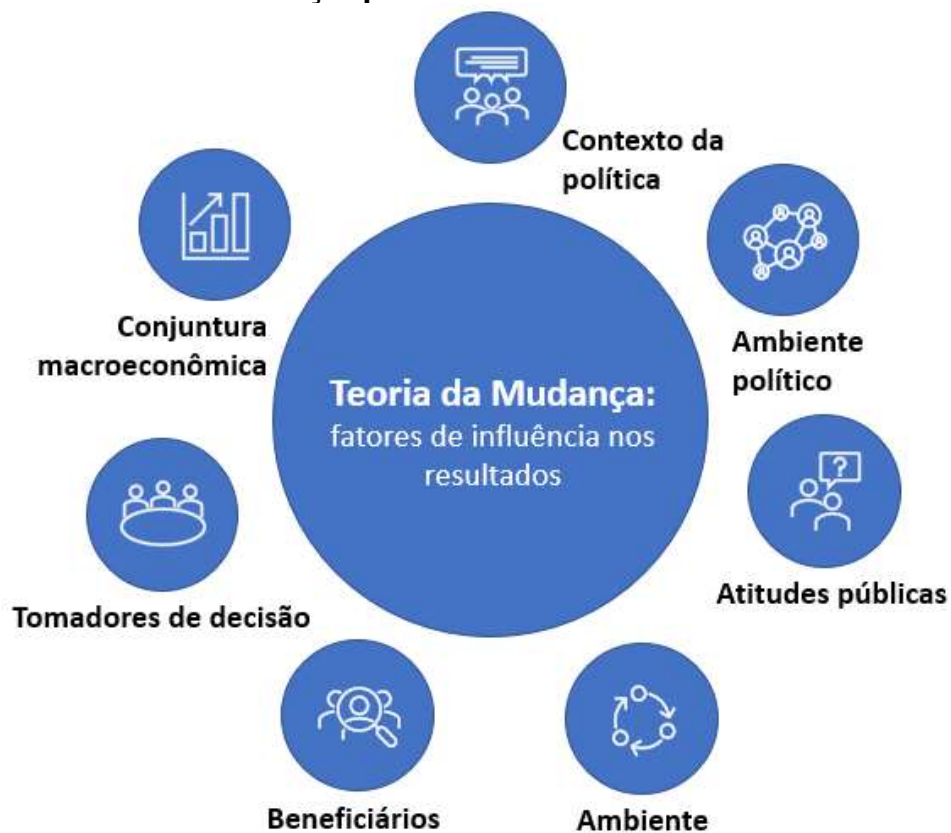 Contexto da
política
Ambiente
político
Atitudes públicas
Ambiente
Beneficiários
Tomadores de decisão
Conjuntura
macroeconômica
Teoria da Mudança:
fatores de influência nos
resultados
?